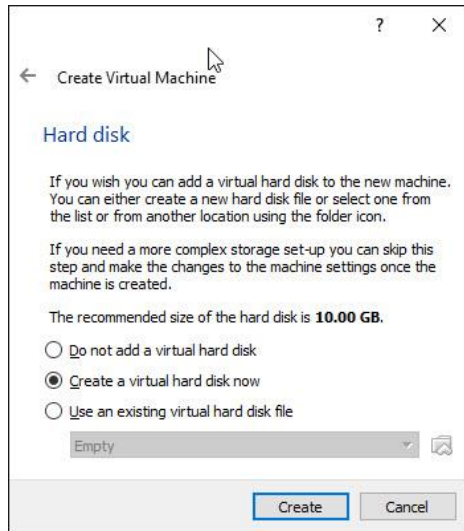 ?
Create Virtual Machine
Hard disk
If you wish you can add a virtual hard disk to the new machine.
You can either create a new hard disk file or select one from
the list or from another location using the folder icon.
If you need a more complex storage set-up you can skip this
step and make the changes to the machine settings once the
machine is created.
The recommended size of the hard disk is 10.00 GB.
Do not add a virtual hard disk
Create a virtual hard disk now
Use an existing virtual hard disk file
Empty
Create Cancel